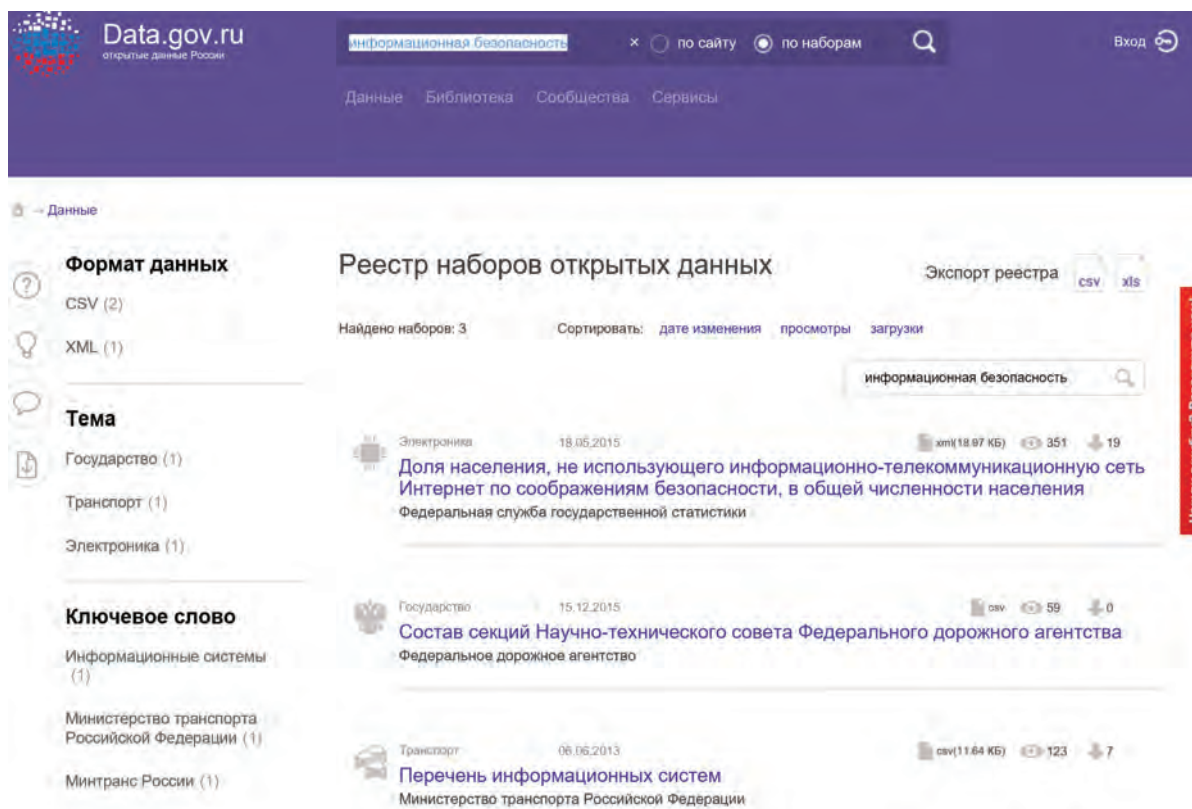 Data.gov.ru
открытые данные России
информационная безопасность × по сайту по наборам
Вход
Данные Библиотека Сообщества Сервисы
→ Данные
Формат данных
CSV (2)
XML (1)
Тема
Государство (1)
Транспорт (1)
Электроника (1)
Ключевое слово
Информационные системы
(1)
Министерство транспорта
Российской Федерации (1)
Минтранс России (1)
Реестр наборов открытых данных
Экспорт реестра csv xls
Найдено наборов: 3 Сортировать: дате изменения просмотры загрузки
информационная безопасность
Электроника 18.05.2015 xml(18.97 КБ) 351 19
Доля населения, не использующего информационно-телекоммуникационную сеть
Интернет по соображениям безопасности, в общей численности населения
Федеральная служба государственной статистики
Государство 15.12.2015 csv 59 0
Состав секций Научно-технического совета Федерального дорожного агентства
Федеральное дорожное агентство
Транспорт 06.06.2013 csv(11.64 КБ) 123 7
Перечень информационных систем
Министерство транспорта Российской Федерации